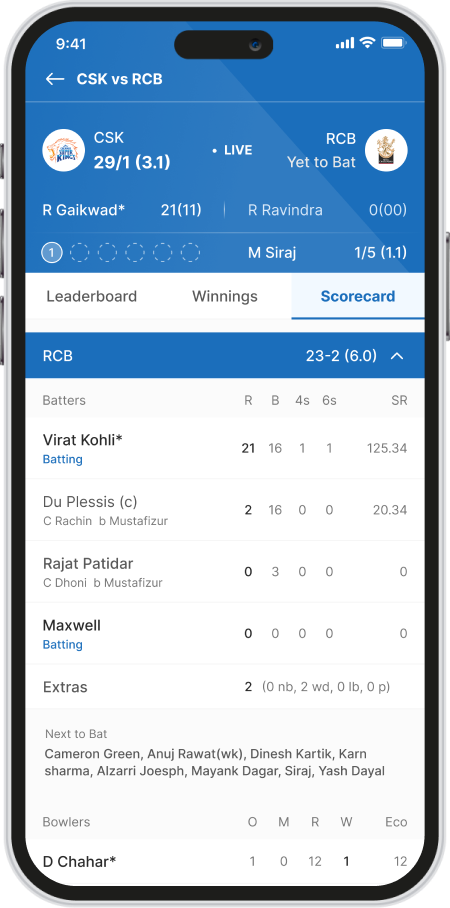 9:41
CSK vs RCB
CSK
29/1 (3.1)
• LIVE
RCB
Yet to Bat
R Gaikwad* 21(11) R Ravindra 0(00)
1 M Siraj 1/5 (1.1)
Leaderboard Winnings Scorecard
RCB 23-2 (6.0)
Batters R B 4s 6s SR
Virat Kohli* 21 16 1 1 125.34
Batting
Du Plessis (c) 2 16 0 0 20.34
C Rachin b Mustafizur
Rajat Patidar 0 3 0 0 0
C Dhoni b Mustafizur
Maxwell 0 0 0 0 0
Batting
Extras 2 (0 nb, 2 wd, 0 lb, 0 p)
Next to Bat
Cameron Green, Anuj Rawat(wk), Dinesh Kartik, Karn
sharma, Alzarri Joesph, Mayank Dagar, Siraj, Yash Dayal
Bowlers O M R W Eco
D Chahar* 1 0 12 1 12